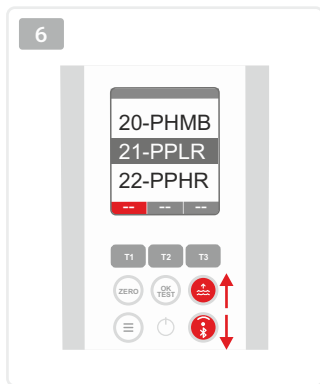 6
20-PHMB
21-PPLR
22-PPHR
-- -- --
T1 T2 T3
ZERO OK TEST